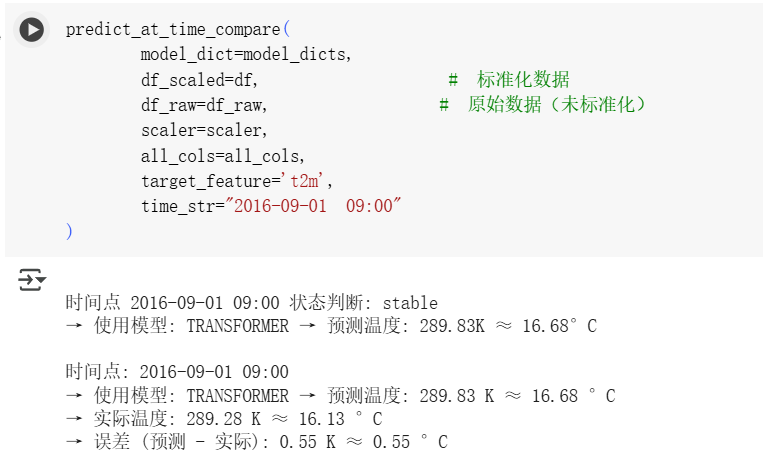 predict_at_time_compare(
model_dict=model_dicts,
df_scaled=df, # 标准化数据
df_raw=df_raw, # 原始数据（未标准化）
scaler=scaler,
all_cols=all_cols,
target_feature='t2m',
time_str="2016-09-01 09:00"
)
时间点 2016-09-01 09:00 状态判断: stable
→ 使用模型: TRANSFORMER → 预测温度: 289.83K ≈ 16.68°C
时间点: 2016-09-01 09:00
→ 使用模型: TRANSFORMER → 预测温度: 289.83 K ≈ 16.68 °C
→ 实际温度: 289.28 K ≈ 16.13 °C
→ 误差 (预测 - 实际): 0.55 K ≈ 0.55 °C